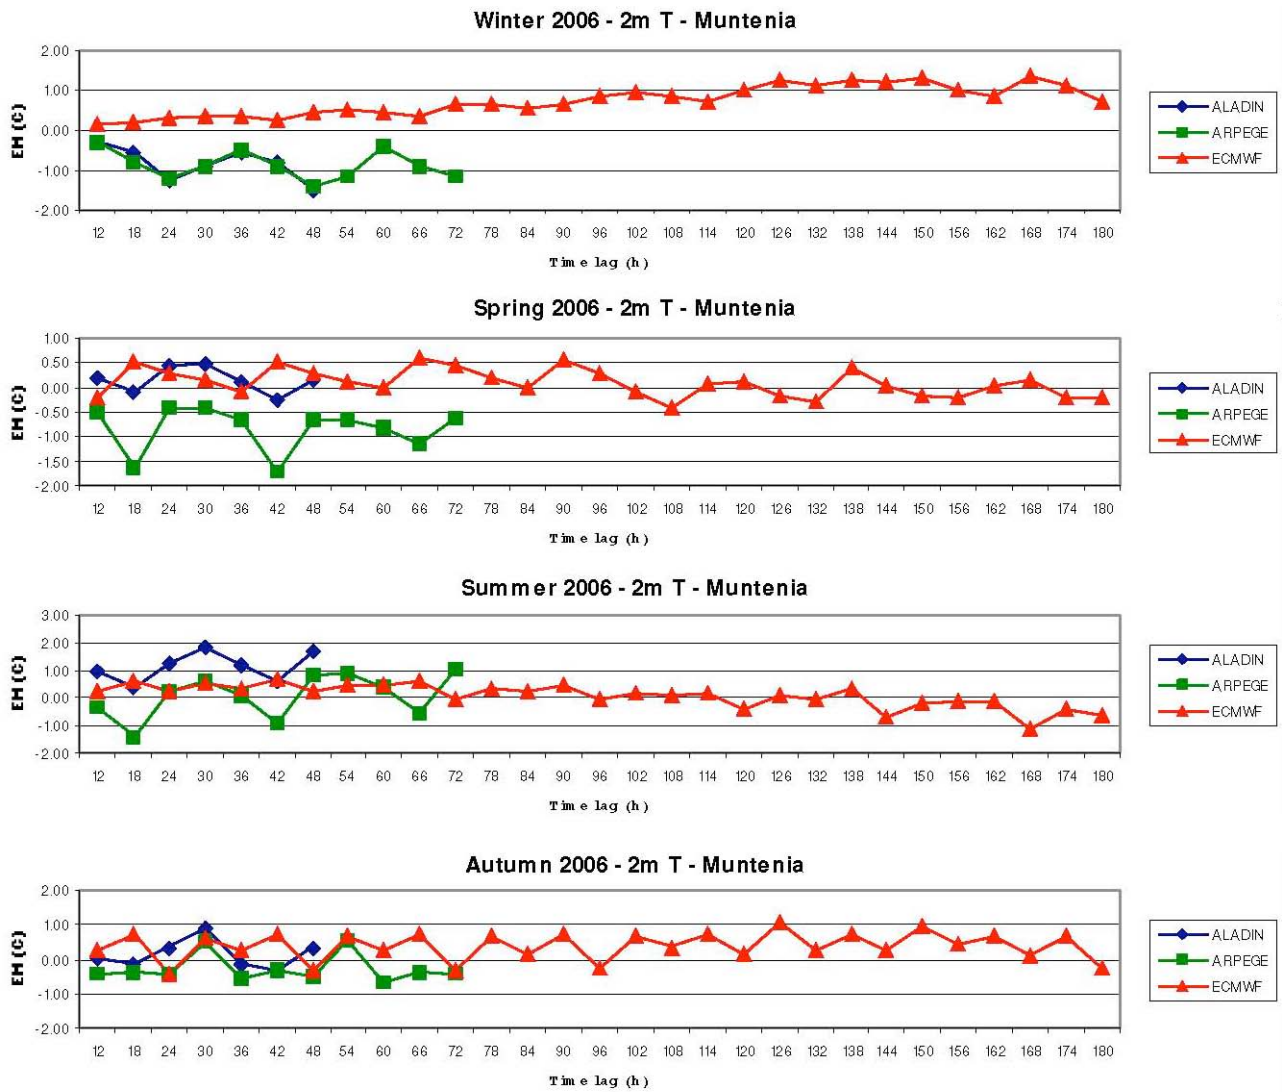 Winter 2006 - 2m T - Muntenia
2.00
1.00
0.00
-1.00
-2.00
EM (C)
12 18 24 30 36 42 48 54 60 66 72 78 84 90 96 102 108 114 120 126 132 138 144 150 156 162 168 174 180
Time lag (h)
ALADIN
ARPEGE
ECMWF
Spring 2006 - 2m T - Muntenia
1.00
0.50
0.00
-0.50
-1.00
-1.50
-2.00
EM (C)
12 18 24 30 36 42 48 54 60 66 72 78 84 90 96 102 108 114 120 126 132 138 144 150 156 162 168 174 180
Time lag (h)
ALADIN
ARPEGE
ECMWF
Summer 2006 - 2m T - Muntenia
3.00
2.00
1.00
0.00
-1.00
-2.00
EM (C)
12 18 24 30 36 42 48 54 60 66 72 78 84 90 96 102 108 114 120 126 132 138 144 150 156 162 168 174 180
Time lag (h)
ALADIN
ARPEGE
ECMWF
Autumn 2006 - 2m T - Muntenia
2.00
1.00
0.00
-1.00
-2.00
EM (C)
12 18 24 30 36 42 48 54 60 66 72 78 84 90 96 102 108 114 120 126 132 138 144 150 156 162 168 174 180
Time lag (h)
ALADIN
ARPEGE
ECMWF